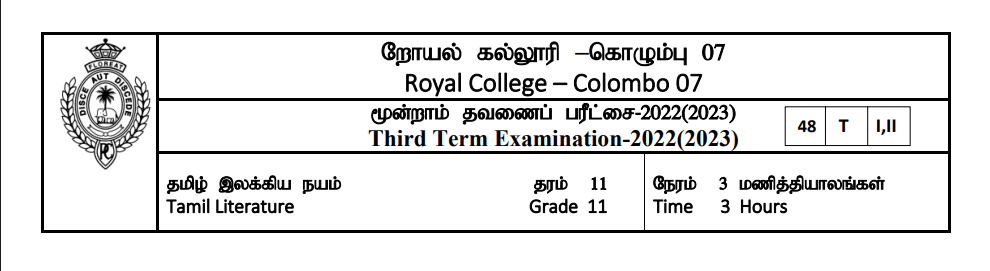 FLOREAT
DISCE AUT DISCEDE
RC
றோயல் கல்லூரி –கொழும்பு 07
Royal College – Colombo 07
மூன்றாம் தவணைப் பரீட்சை-2022(2023)
Third Term Examination-2022(2023)
48 T I,II
தமிழ் இலக்கிய நயம் தரம் 11 நேரம் 3 மணித்தியாலங்கள்
Tamil Literature Grade 11 Time 3 Hours